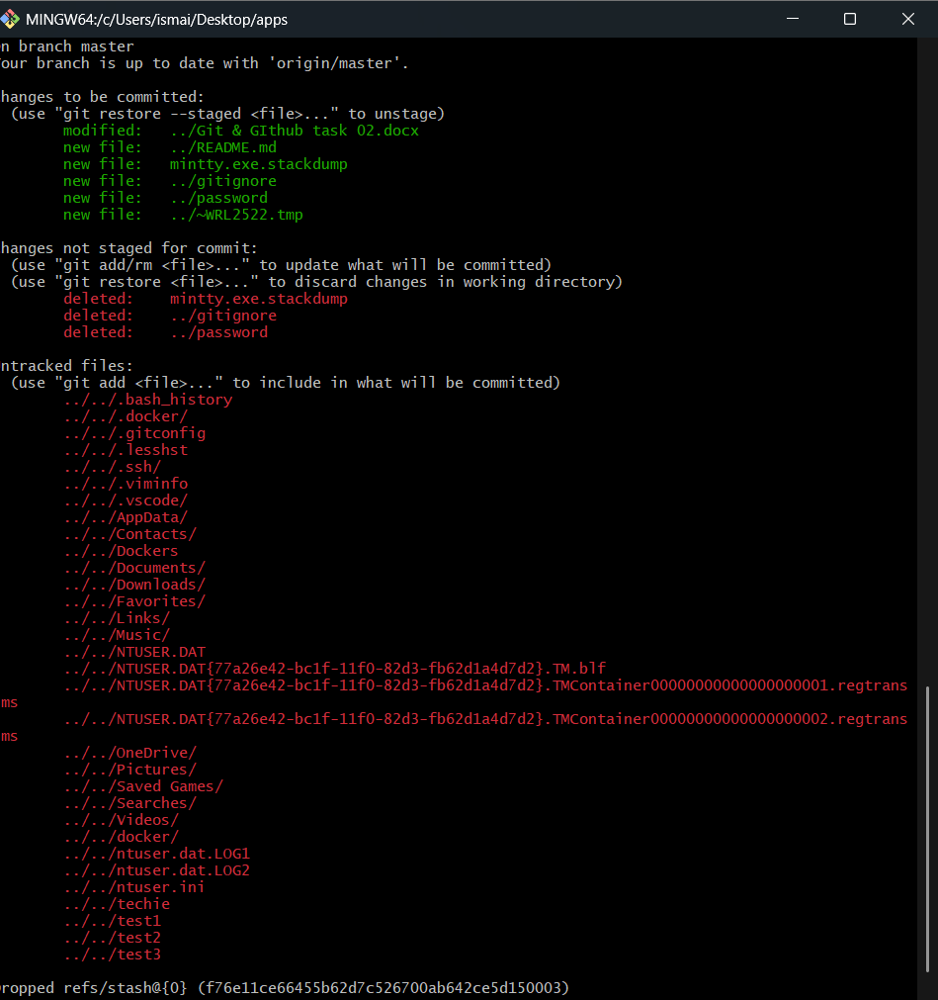 MINGW64:/c/Users/ismai/Desktop/apps
n branch master
our branch is up to date with 'origin/master'.
hanges to be committed:
(use "git restore --staged <file>..." to unstage)
modified: ../Git & GIthub task 02.docx
new file: ../README.md
new file: mintty.exe.stackdump
new file: ../gitignore
new file: ../password
new file: ../~WRL2522.tmp
hanges not staged for commit:
(use "git add/rm <file>..." to update what will be committed)
(use "git restore <file>..." to discard changes in working directory)
deleted: mintty.exe.stackdump
deleted: ../gitignore
deleted: ../password
ntracked files:
(use "git add <file>..." to include in what will be committed)
../../.bash_history
../../.docker/
../../.gitconfig
../../.lesshst
../../.ssh/
../../.viminfo
../../.vscode/
../../AppData/
../../Contacts/
../../Dockers
../../Documents/
../../Downloads/
../../Favorites/
../../Links/
../../Music/
../../NTUSER.DAT
../../NTUSER.DAT{77a26e42-bc1f-11f0-82d3-fb62d1a4d7d2}.TM.blf
../../NTUSER.DAT{77a26e42-bc1f-11f0-82d3-fb62d1a4d7d2}.TMContainer00000000000000000001.regtrans
ms
../../NTUSER.DAT{77a26e42-bc1f-11f0-82d3-fb62d1a4d7d2}.TMContainer00000000000000000002.regtrans
ms
../../OneDrive/
../../Pictures/
../../Saved Games/
../../Searches/
../../Videos/
../../docker/
../../ntuser.dat.LOG1
../../ntuser.dat.LOG2
../../ntuser.ini
../../techie
../../test1
../../test2
../../test3
ropped refs/stash@{0} (f76e11ce66455b62d7c526700ab642ce5d150003)